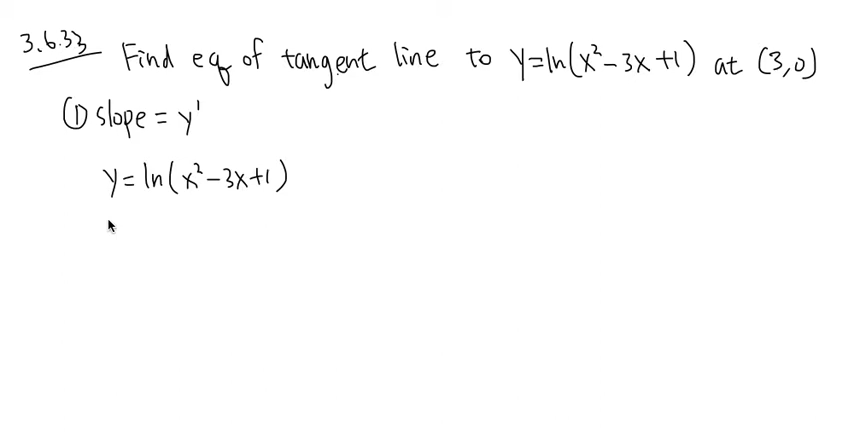 3.6.33 Find eq of tangent line to y=ln(x²-3x+1) at (3,0)
① slope = y'
y=ln(x²-3x+1)